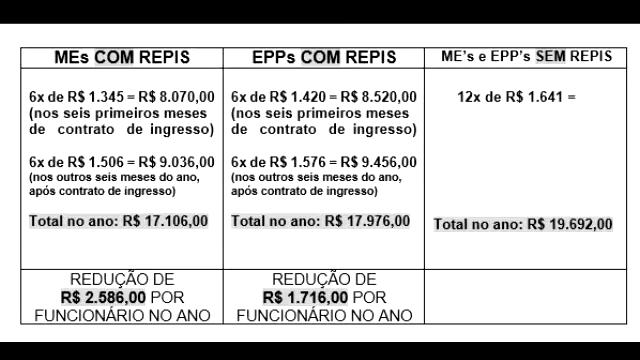 MEs COM REPIS
6x de R$ 1.345 = R$ 8.070,00
(nos seis primeiros meses
de contrato de ingresso)
6x de R$ 1.506 = R$ 9.036,00
(nos outros seis meses do ano,
após contrato de ingresso)
Total no ano: R$ 17.106,00
REDUÇÃO DE
R$ 2.586,00 POR
FUNCIONÁRIO NO ANO
EPPs COM REPIS
6x de R$ 1.420 = R$ 8.520,00
(nos seis primeiros meses
de contrato de ingresso)
6x de R$ 1.576 = R$ 9.456,00
(nos outros seis meses do ano,
após contrato de ingresso)
Total no ano: R$ 17.976,00
REDUÇÃO DE
R$ 1.716,00 POR
FUNCIONÁRIO NO ANO
ME's e EPP's SEM REPIS
12x de R$ 1.641 =
Total no ano: R$ 19.692,00